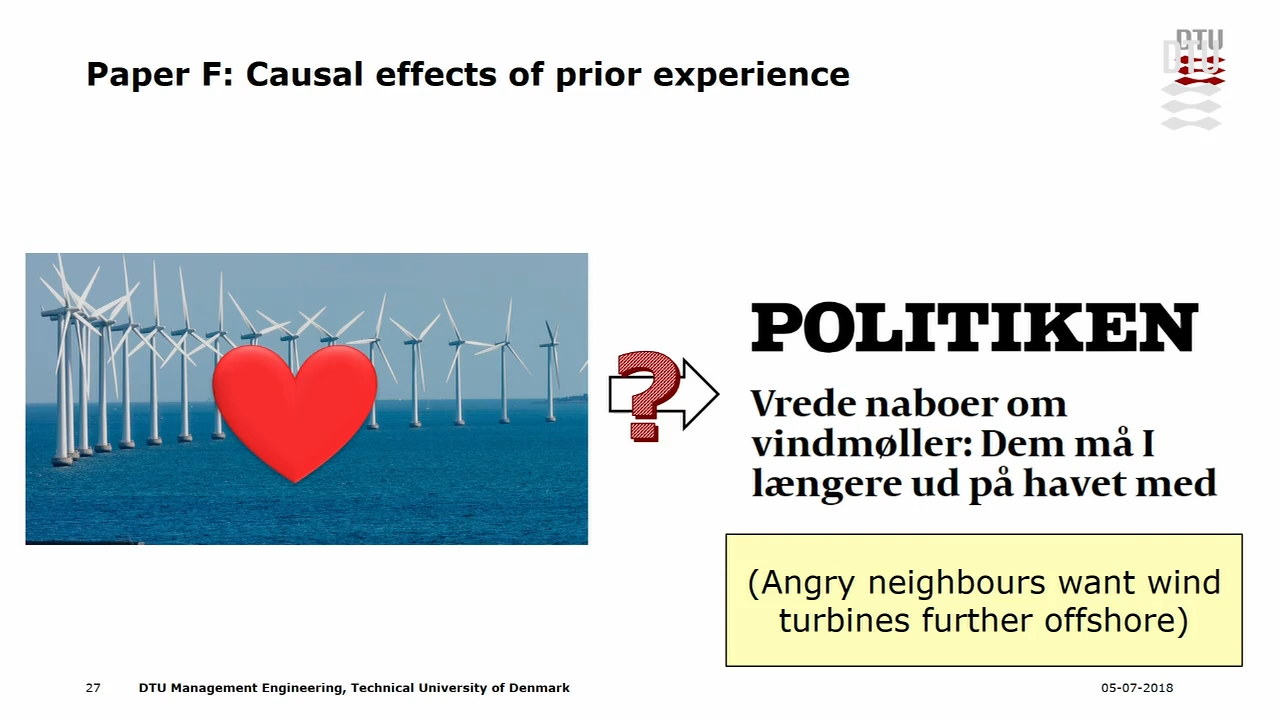 Paper F: Causal effects of prior experience
DTU
DTU
?
POLITIKEN
Vrede naboer om
vindmøller: Dem må I
længere ud på havet med
(Angry neighbours want wind
turbines further offshore)
27 DTU Management Engineering, Technical University of Denmark 05-07-2018